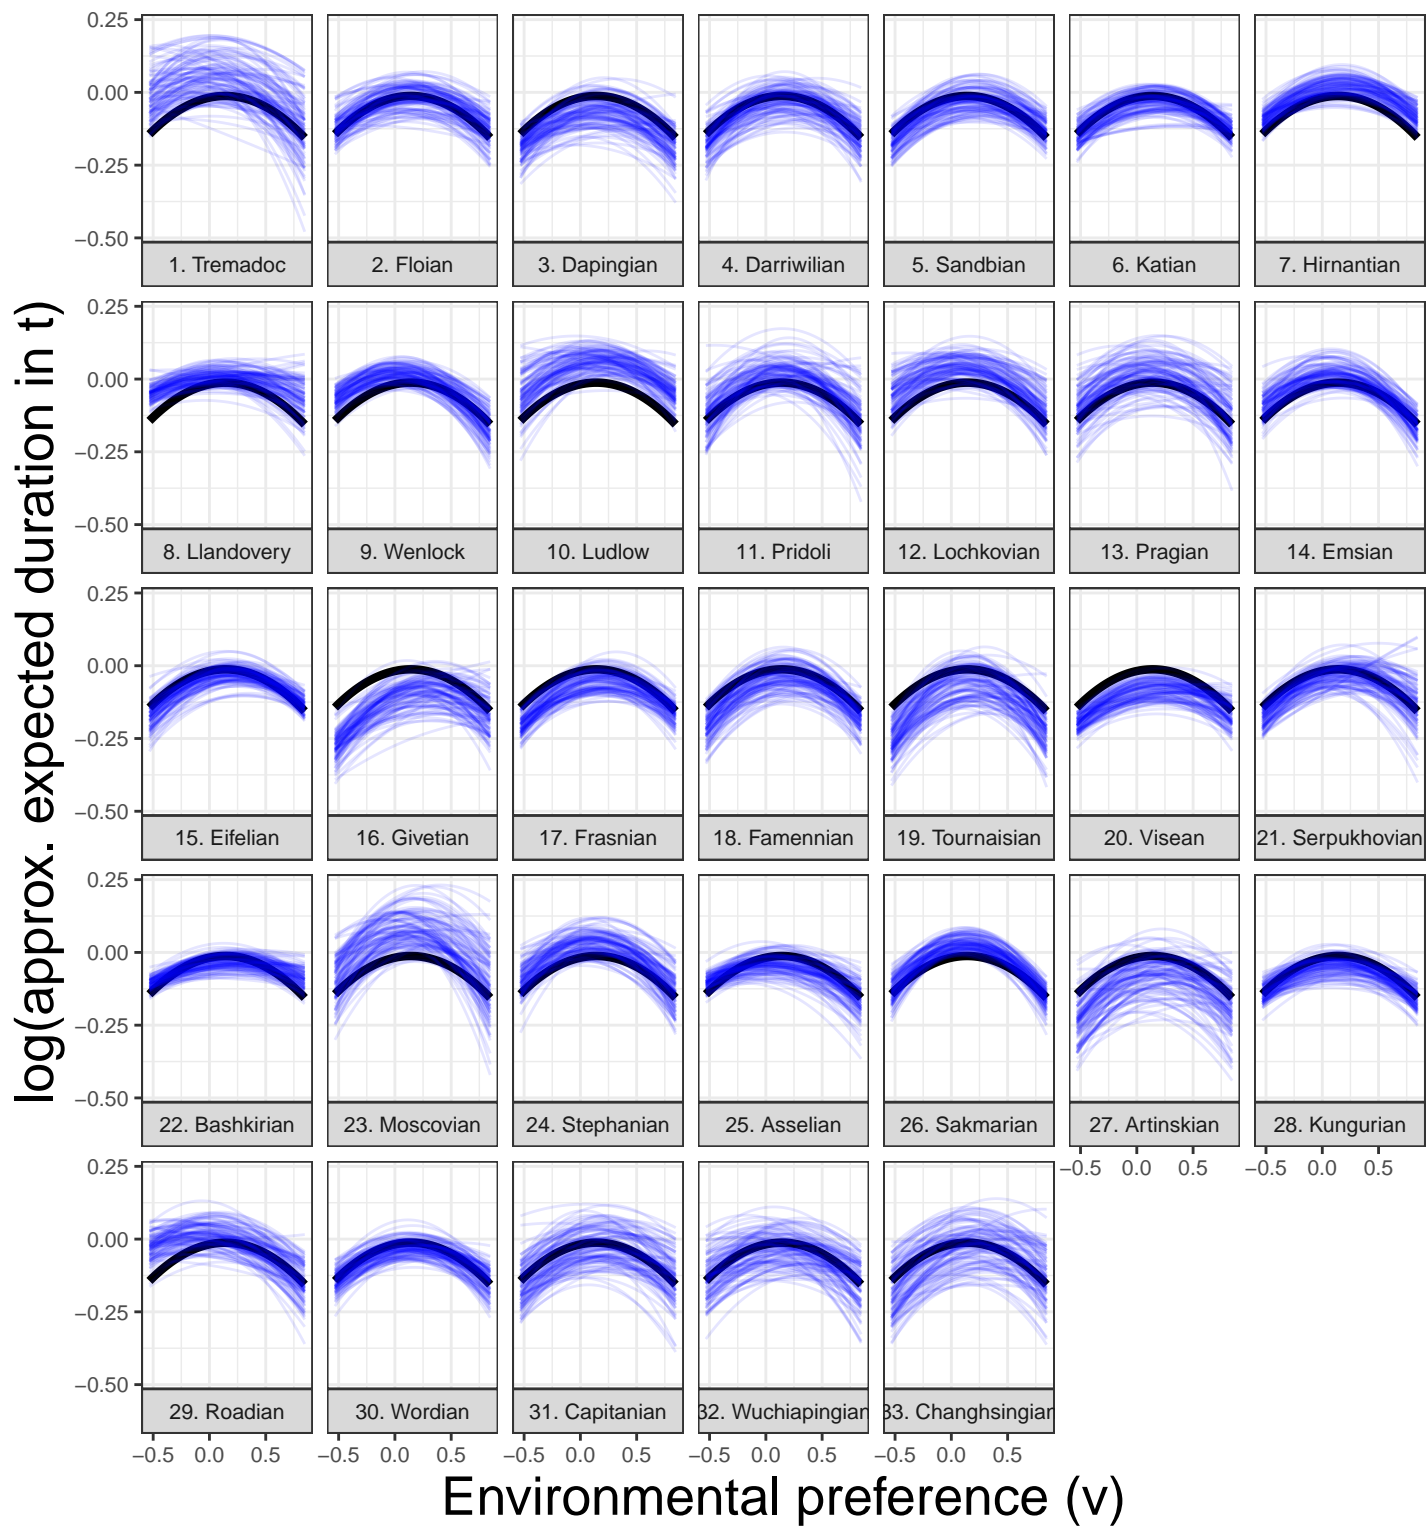 log(approx. expected duration in t)
0.25
0.00
−0.25
−0.50
1. Tremadoc
2. Floian
3. Dapingian
4. Darriwilian
5. Sandbian
6. Katian
7. Hirnantian
0.25
0.00
−0.25
−0.50
8. Llandovery
9. Wenlock
10. Ludlow
11. Pridoli
12. Lochkovian
13. Pragian
14. Emsian
0.25
0.00
−0.25
−0.50
15. Eifelian
16. Givetian
17. Frasnian
18. Famennian
19. Tournaisian
20. Visean
21. Serpukhovian
0.25
0.00
−0.25
−0.50
22. Bashkirian
23. Moscovian
24. Stephanian
25. Asselian
26. Sakmarian
27. Artinskian
28. Kungurian
−0.5 0.0 0.5
−0.5 0.0 0.5
0.25
0.00
−0.25
−0.50
29. Roadian
30. Wordian
31. Capitanian
32. Wuchiapingian
33. Changhsingian
−0.5 0.0 0.5
−0.5 0.0 0.5
−0.5 0.0 0.5
−0.5 0.0 0.5
−0.5 0.0 0.5
Environmental preference (v)